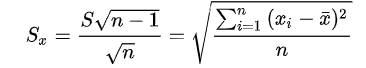 $S_x = \frac{S\sqrt{n-1}}{\sqrt{n}} = \sqrt{\frac{\sum_{i=1}^{n} (x_i - \bar{x})^2}{n}}$